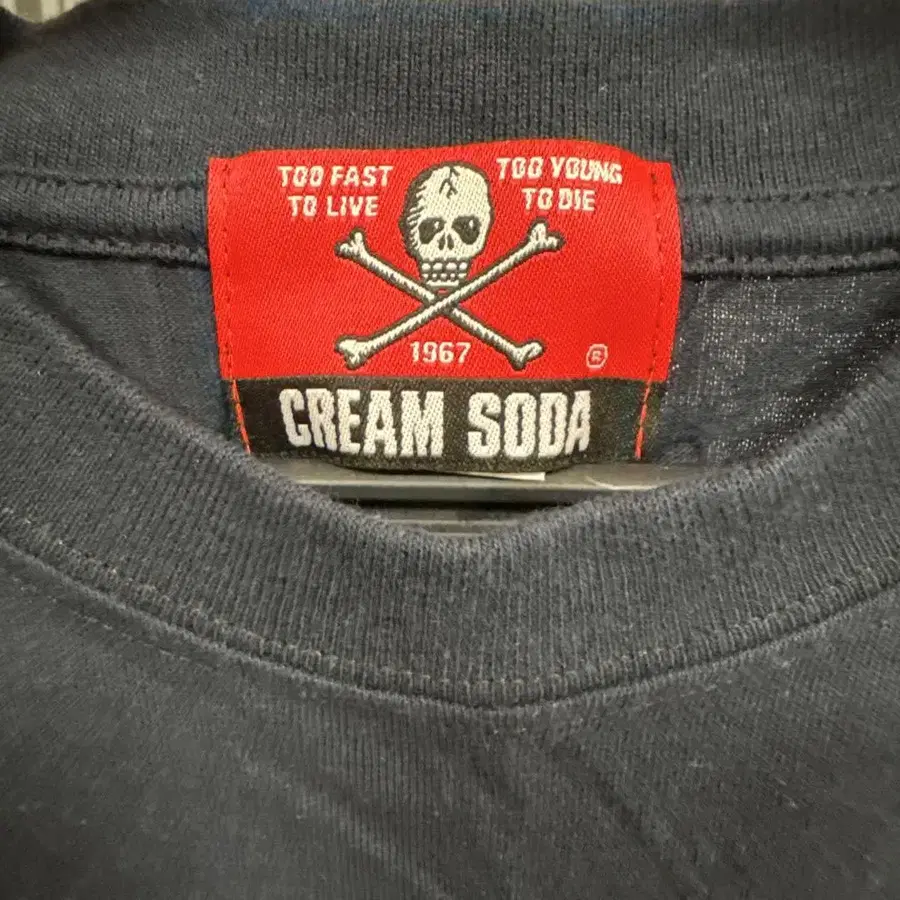 TOO FAST
TO LIVE
TOO YOUNG
TO DIE
1967
®
CREAM SODA